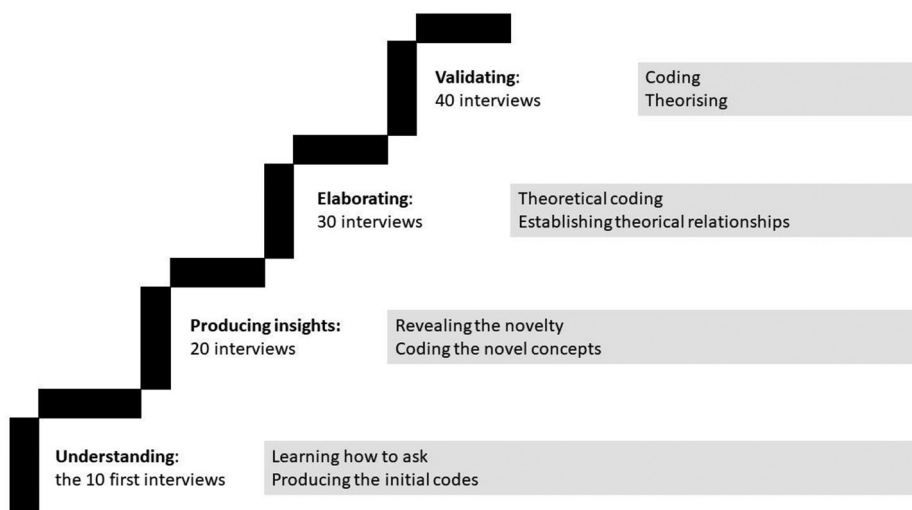 Validating:
40 interviews
Coding
Theorising
Elaborating:
30 interviews
Theoretical coding
Establishing theorical relationships
Producing insights:
20 interviews
Revealing the novelty
Coding the novel concepts
Understanding:
the 10 first interviews
Learning how to ask
Producing the initial codes